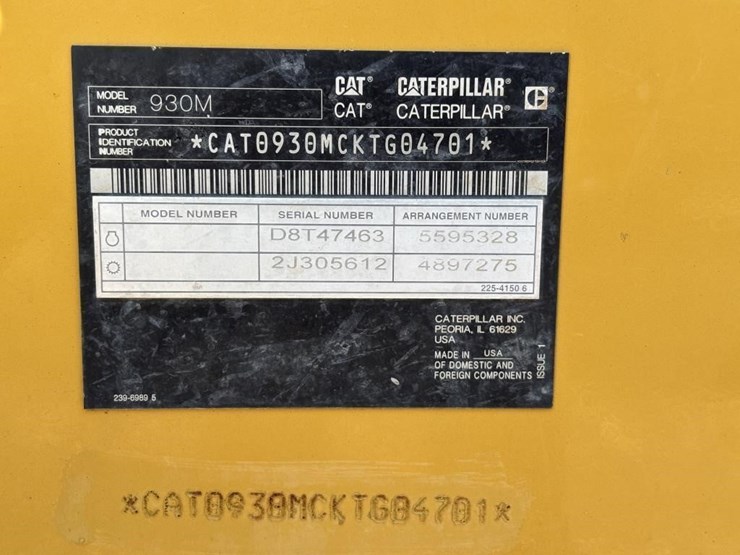 CAT® CATERPILLAR®
MODEL NUMBER 930M CAT® CATERPILLAR®
PRODUCT IDENTIFICATION NUMBER *CAT0930MCKTG04701*
MODEL NUMBER SERIAL NUMBER ARRANGEMENT NUMBER
D8T47463 5595328
2J305612 4897275
225-4150 6
CATERPILLAR INC.
PEORIA, IL 61629
USA
MADE IN USA
OF DOMESTIC AND
FOREIGN COMPONENTS
ISSUE 1
239-6989 5
*CAT0930MCKTG04701*